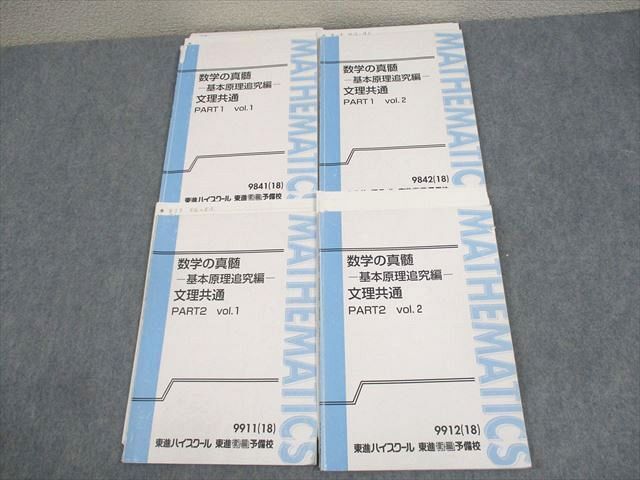 数学の真髄
―基本原理追究編―
文理共通
PART1 vol.1
9841(18)
東進ハイスクール 東進衛星予備校
MATHEMATICS
数学の真髄
―基本原理追究編―
文理共通
PART1 vol.2
9842(18)
MATHEMATICS
数学の真髄
―基本原理追究編―
文理共通
PART2 vol.1
9911(18)
東進ハイスクール 東進衛星予備校
MATHEMATICS
数学の真髄
―基本原理追究編―
文理共通
PART2 vol.2
9912(18)
東進ハイスクール 東進衛星予備校
MATHEMATICS